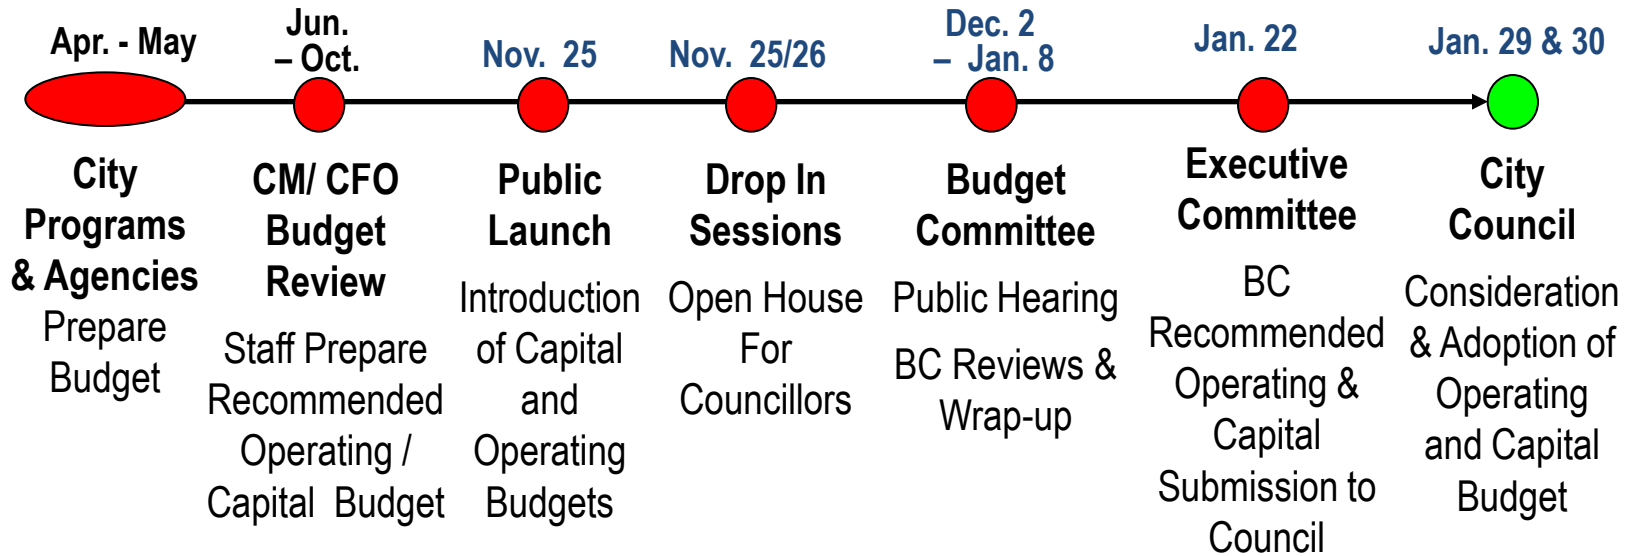 Apr. - May
City
Programs
& Agencies
Prepare
Budget
Jun.
– Oct.
CM/ CFO
Budget
Review
Staff Prepare
Recommended
Operating /
Capital Budget
Nov. 25
Public
Launch
Introduction
of Capital
and
Operating
Budgets
Nov. 25/26
Drop In
Sessions
Open House
For
Councillors
Dec. 2
– Jan. 8
Budget
Committee
Public Hearing
BC Reviews &
Wrap-up
Jan. 22
Executive
Committee
BC
Recommended
Operating &
Capital
Submission to
Council
Jan. 29 & 30
City
Council
Consideration
& Adoption of
Operating
and Capital
Budget